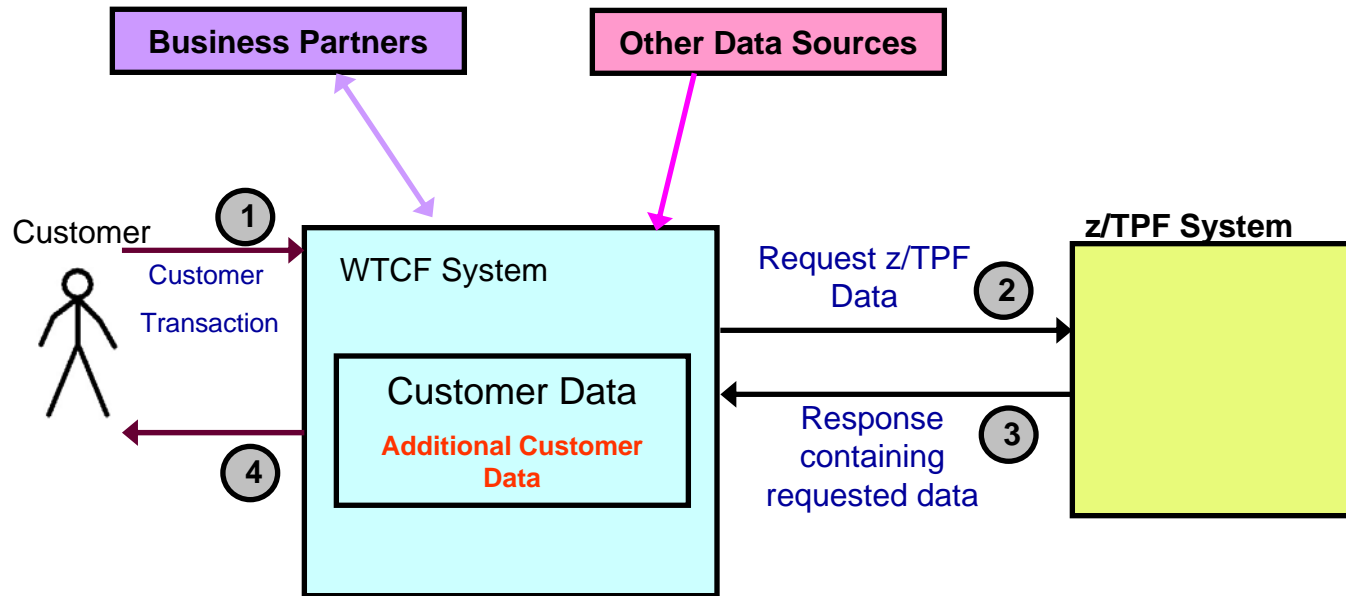 Business Partners
Other Data Sources
Customer
1
Customer
Transaction
WTCF System
Customer Data
Additional Customer
Data
4
Request z/TPF
Data
2
Response
containing
requested data
3
z/TPF System